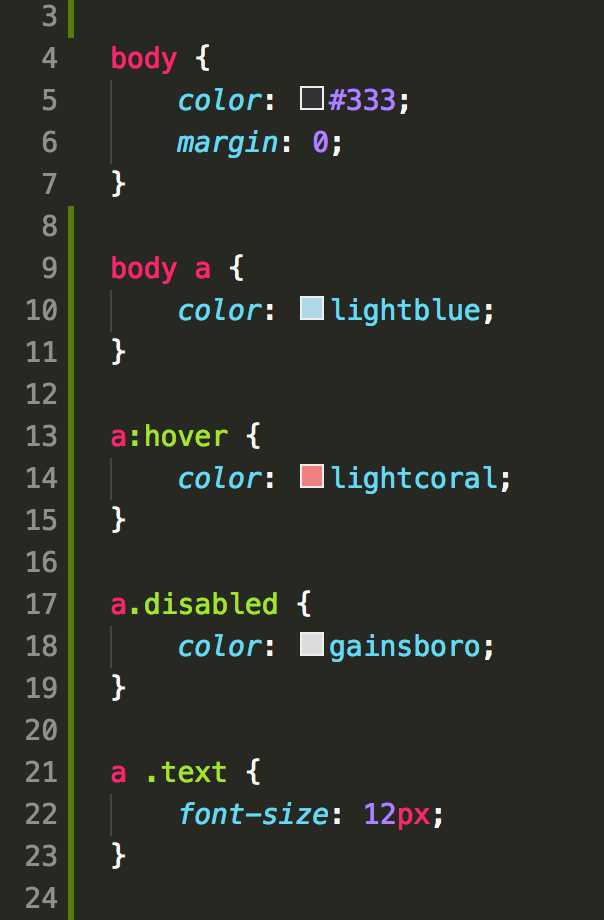 3
4 body {
5     color: #333;
6     margin: 0;
7 }
8
9 body a {
10     color: lightblue;
11 }
12
13 a:hover {
14     color: lightcoral;
15 }
16
17 a.disabled {
18     color: gainsboro;
19 }
20
21 a .text {
22     font-size: 12px;
23 }
24